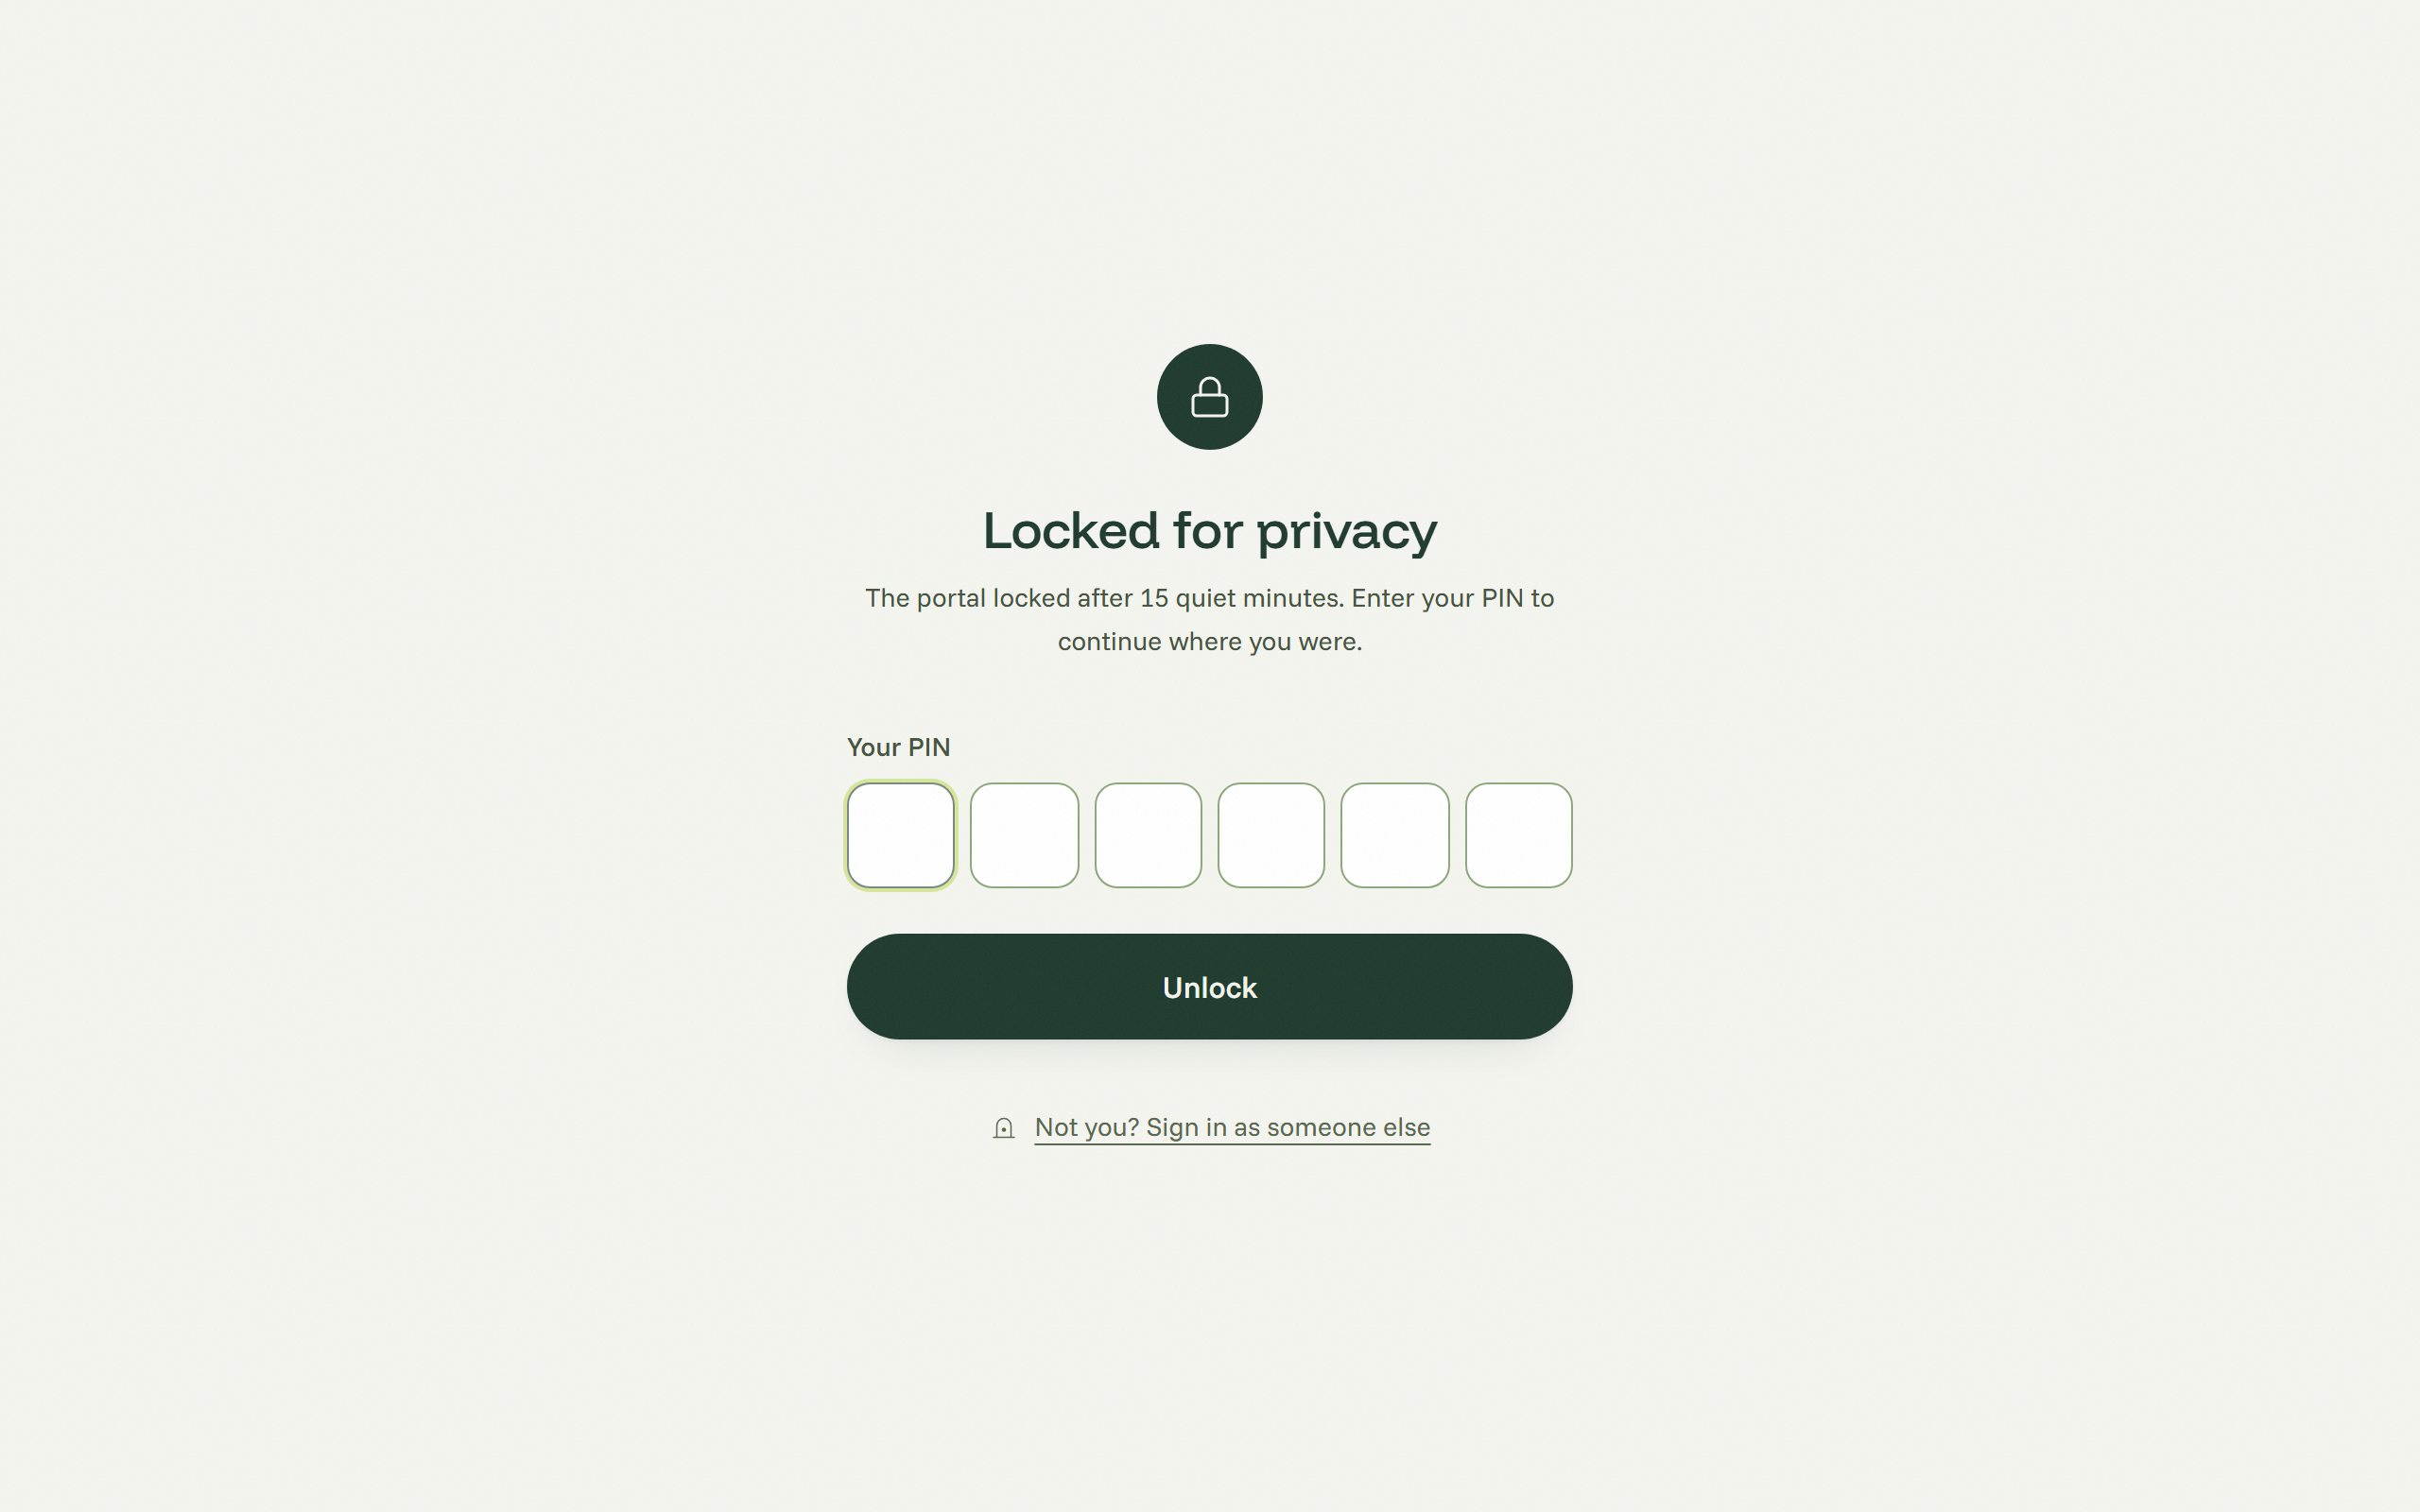 Locked for privacy
The portal locked after 15 quiet minutes. Enter your PIN to
continue where you were.
Your PIN
Unlock
Not you? Sign in as someone else